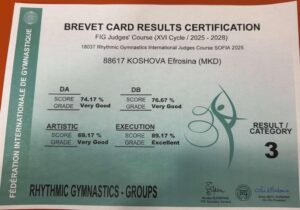 BREVET CARD RESULTS CERTIFICATION
FIG Judges' Course (XVI Cycle / 2025 - 2028)
18037 Rhythmic Gymnastics International Judges Course SOFIA 2025
88617 KOSHOVA Efrosina (MKD)
DA
SCORE 74.17 %
GRADE Very Good
DB
SCORE 76.67 %
GRADE Very Good
ARTISTIC
SCORE 69.17 %
GRADE Very Good
EXECUTION
SCORE 89.17 %
GRADE Excellent
RESULT /
CATEGORY
3
RHYTHMIC GYMNASTICS - GROUPS
FÉDÉRATION INTERNATIONALE DE GYMNASTIQUE